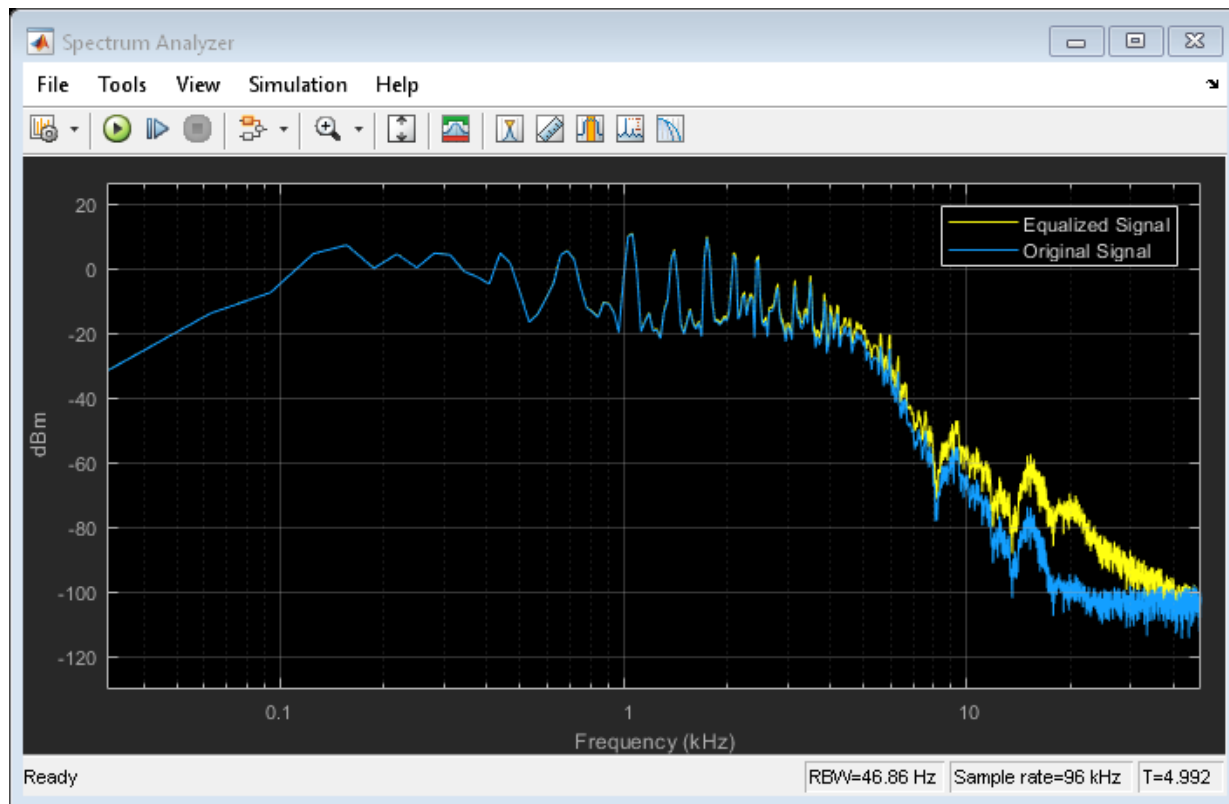 Spectrum Analyzer
File Tools View Simulation Help
Equalized Signal
Original Signal
20
0
-20
-40
-60
-80
-100
-120
dBm
0.1 1 10
Frequency (kHz)
Ready RBW=46.86 Hz Sample rate=96 kHz T=4.992